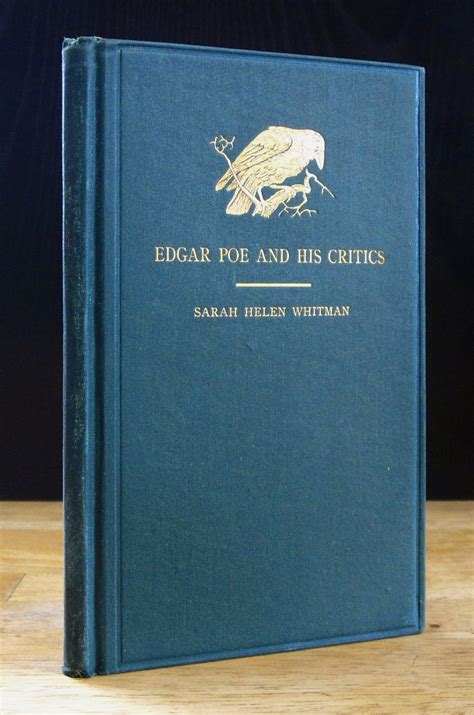 EDGAR POE AND HIS CRITICS
SARAH HELEN WHITMAN